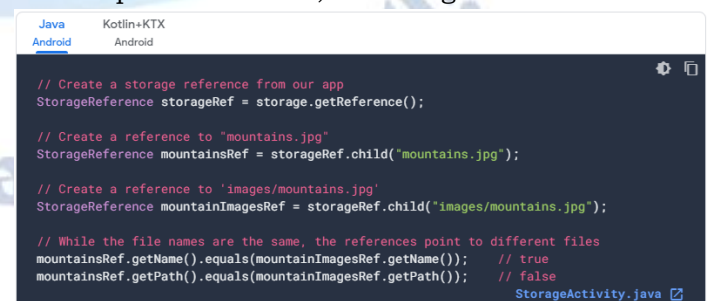 Java Kotlin+KTX
Android Android
// Create a storage reference from our app
StorageReference storageRef = storage.getReference();
// Create a reference to "mountains.jpg"
StorageReference mountainsRef = storageRef.child("mountains.jpg");
// Create a reference to 'images/mountains.jpg'
StorageReference mountainImagesRef = storageRef.child("images/mountains.jpg");
// While the file names are the same, the references point to different files
mountainsRef.getName().equals(mountainImagesRef.getName());    // true
mountainsRef.getPath().equals(mountainImagesRef.getPath());    // false
StorageActivity.java